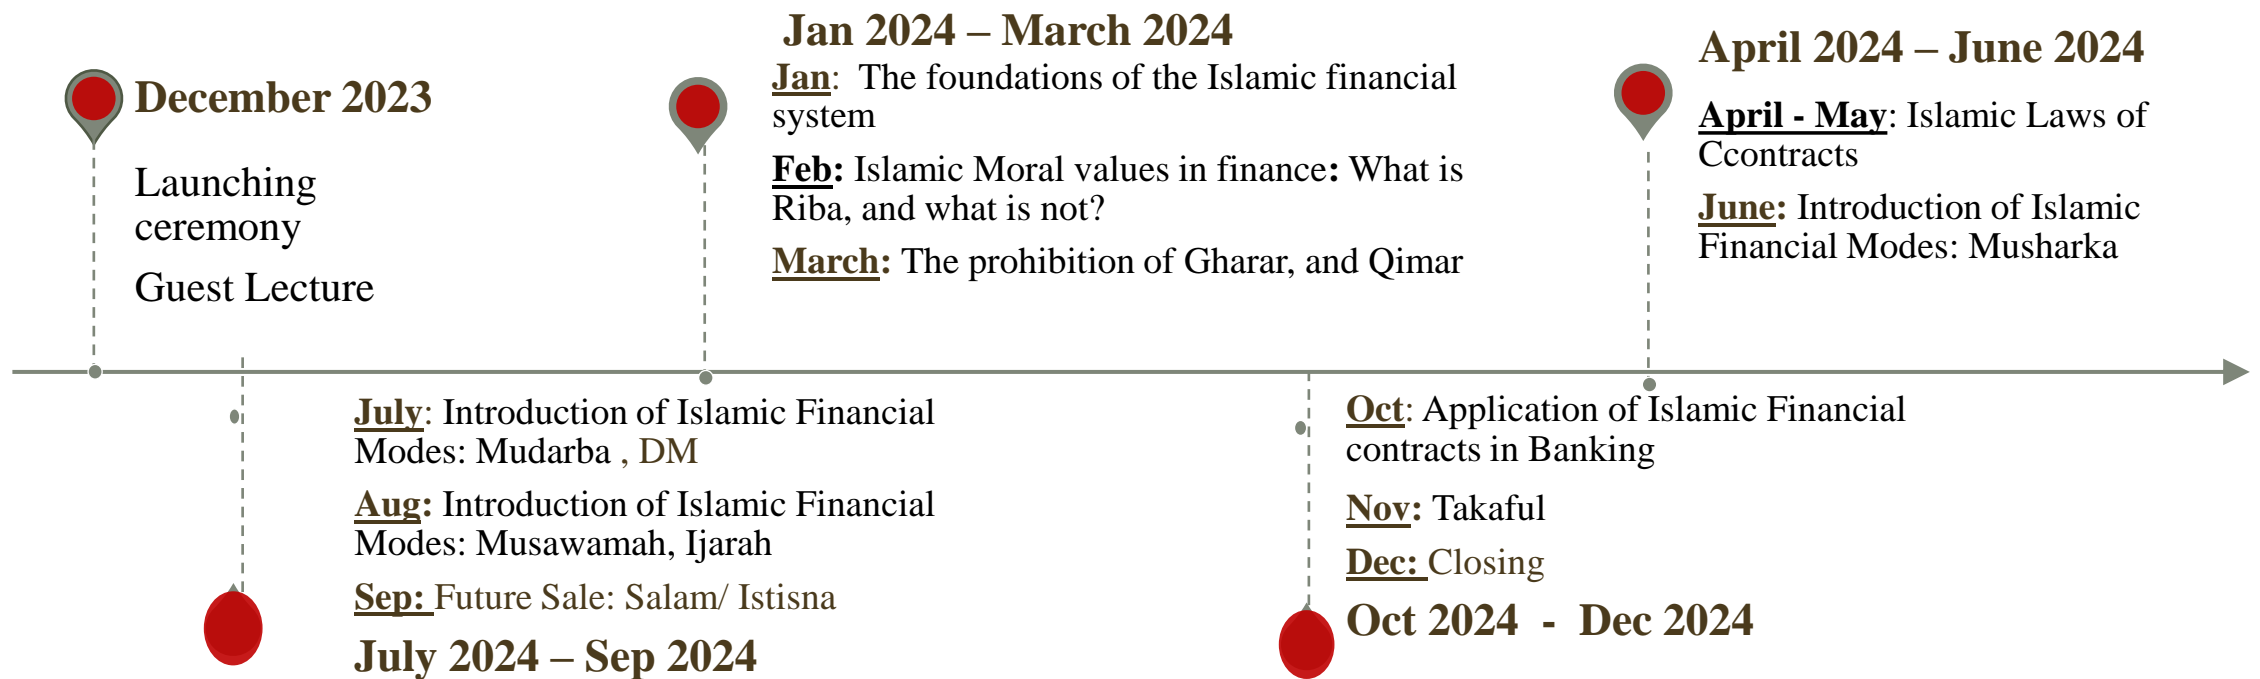 December 2023
Launching
ceremony
Guest Lecture
Jan 2024 – March 2024
Jan: The foundations of the Islamic financial
system
Feb: Islamic Moral values in finance: What is
Riba, and what is not?
March: The prohibition of Gharar, and Qimar
April 2024 – June 2024
April - May: Islamic Laws of
Ccontracts
June: Introduction of Islamic
Financial Modes: Musharka
July: Introduction of Islamic Financial
Modes: Mudarba , DM
Aug: Introduction of Islamic Financial
Modes: Musawamah, Ijarah
Sep: Future Sale: Salam/ Istisna
July 2024 – Sep 2024
Oct: Application of Islamic Financial
contracts in Banking
Nov: Takaful
Dec: Closing
Oct 2024 - Dec 2024